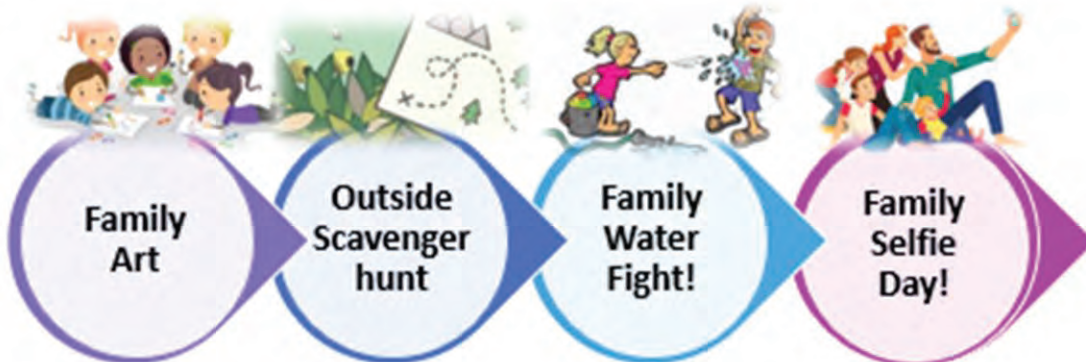 Family
Art
Outside
Scavenger
hunt
Family
Water
Fight!
Family
Selfie
Day!